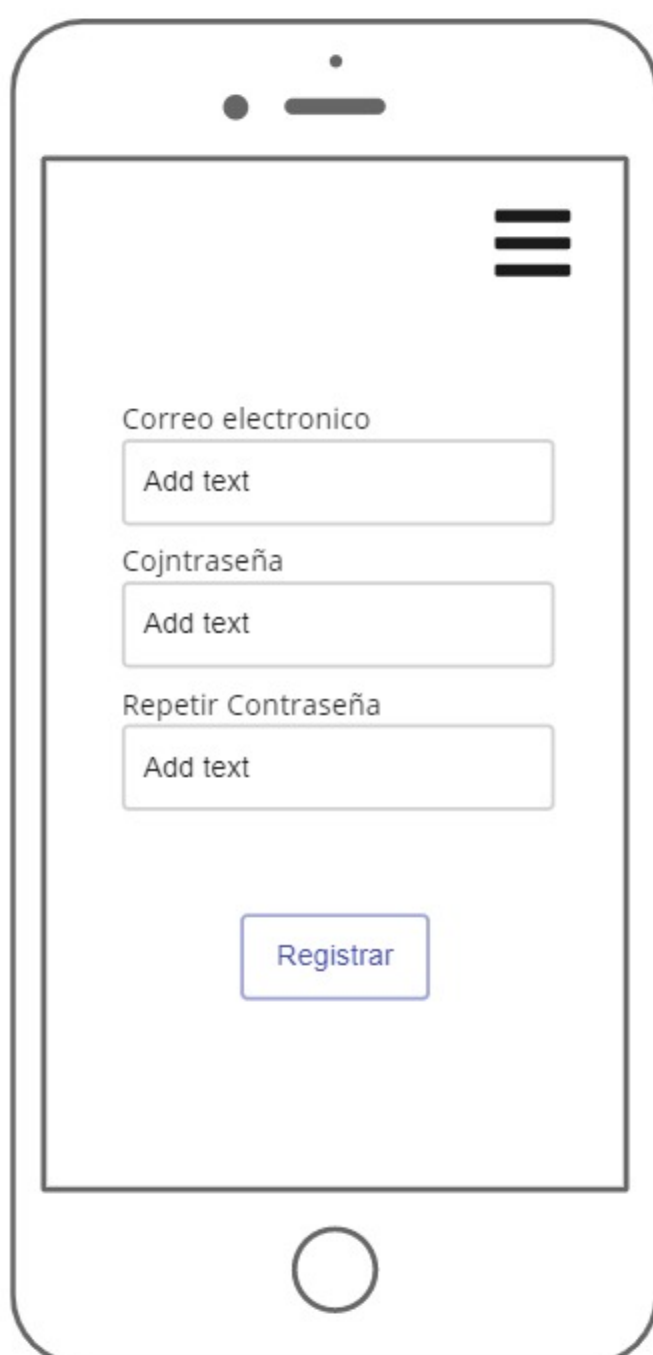 Correo electronico
Add text
Cojntraseña
Add text
Repetir Contraseña
Add text
Registrar